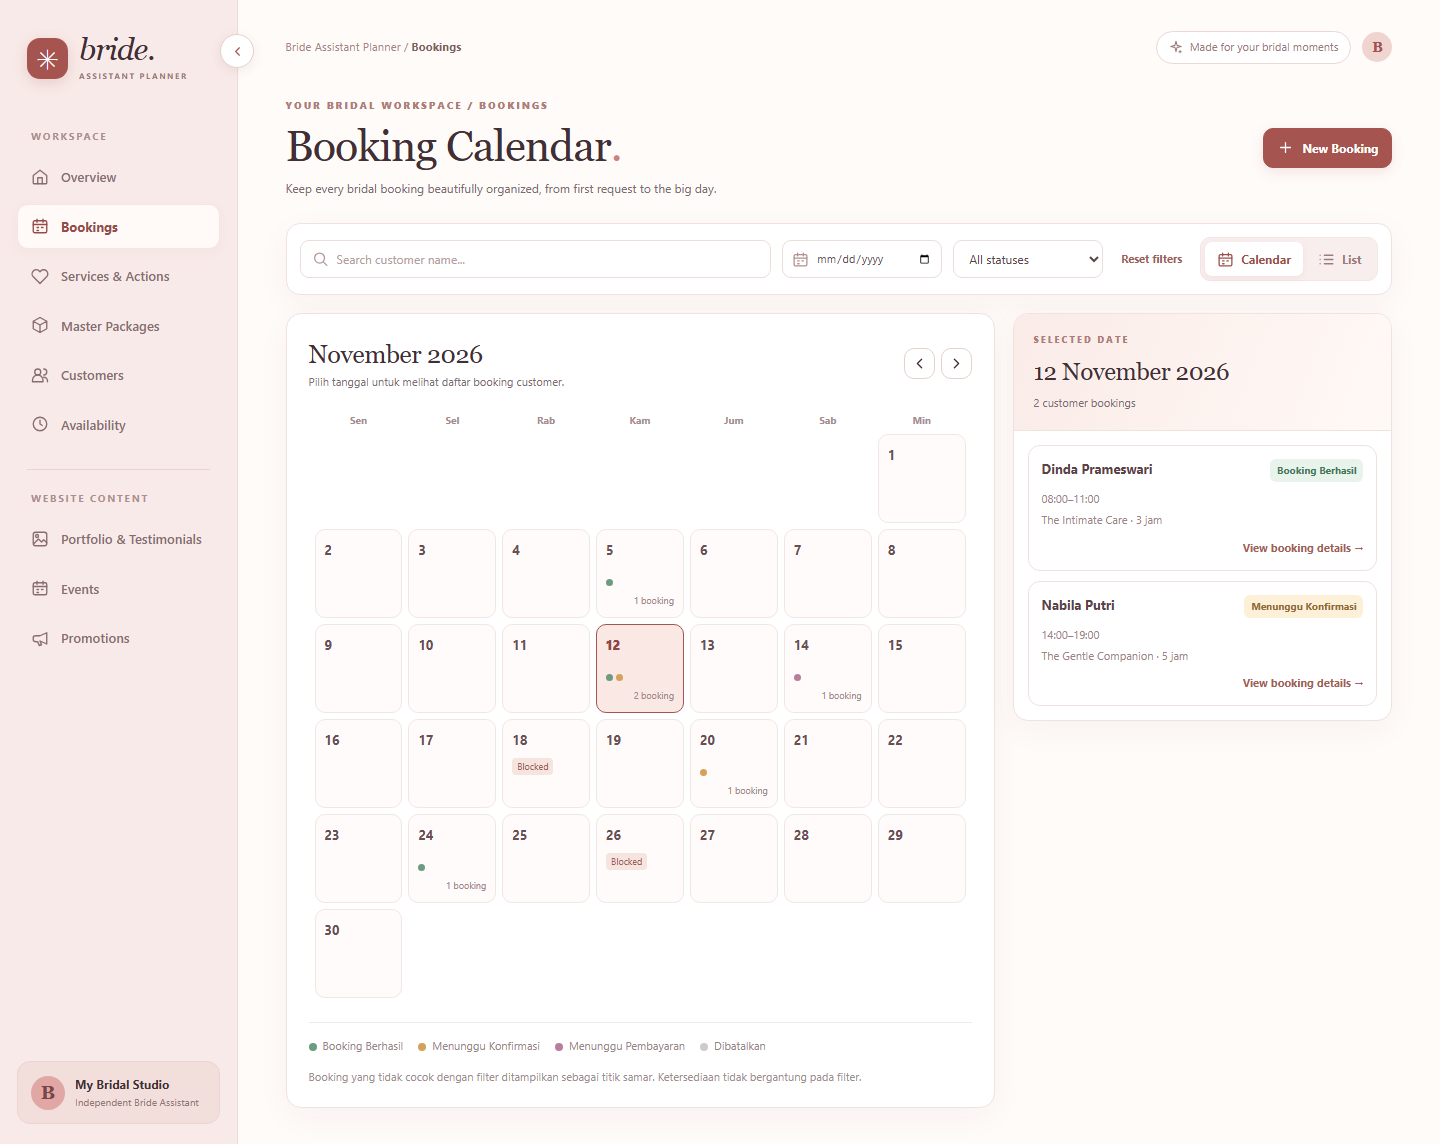 bride.
ASSISTANT PLANNER
WORKSPACE
Overview
Bookings
Services & Actions
Master Packages
Customers
Availability
WEBSITE CONTENT
Portfolio & Testimonials
Events
Promotions
B
My Bridal Studio
Independent Bride Assistant
Bride Assistant Planner / Bookings
Made for your bridal moments
B
YOUR BRIDAL WORKSPACE / BOOKINGS
Booking Calendar.
Keep every bridal booking beautifully organized, from first request to the big day.
New Booking
Search customer name...
mm/dd/yyyy
All statuses
Reset filters
Calendar
List
November 2026
Pilih tanggal untuk melihat daftar booking customer.
Sen Sel Rab Kam Jum Sab Min
1
2 3 4 5 6 7 8
1 booking
9 10 11 12 13 14 15
2 booking 1 booking
16 17 18 19 20 21 22
Blocked
1 booking
23 24 25 26 27 28 29
Blocked
1 booking
30
Booking Berhasil Menunggu Konfirmasi Menunggu Pembayaran Dibatalkan
Booking yang tidak cocok dengan filter ditampilkan sebagai titik samar. Ketersediaan tidak bergantung pada filter.
SELECTED DATE
12 November 2026
2 customer bookings
Dinda Prameswari
Booking Berhasil
08:00–11:00
The Intimate Care · 3 jam
View booking details →
Nabila Putri
Menunggu Konfirmasi
14:00–19:00
The Gentle Companion · 5 jam
View booking details →